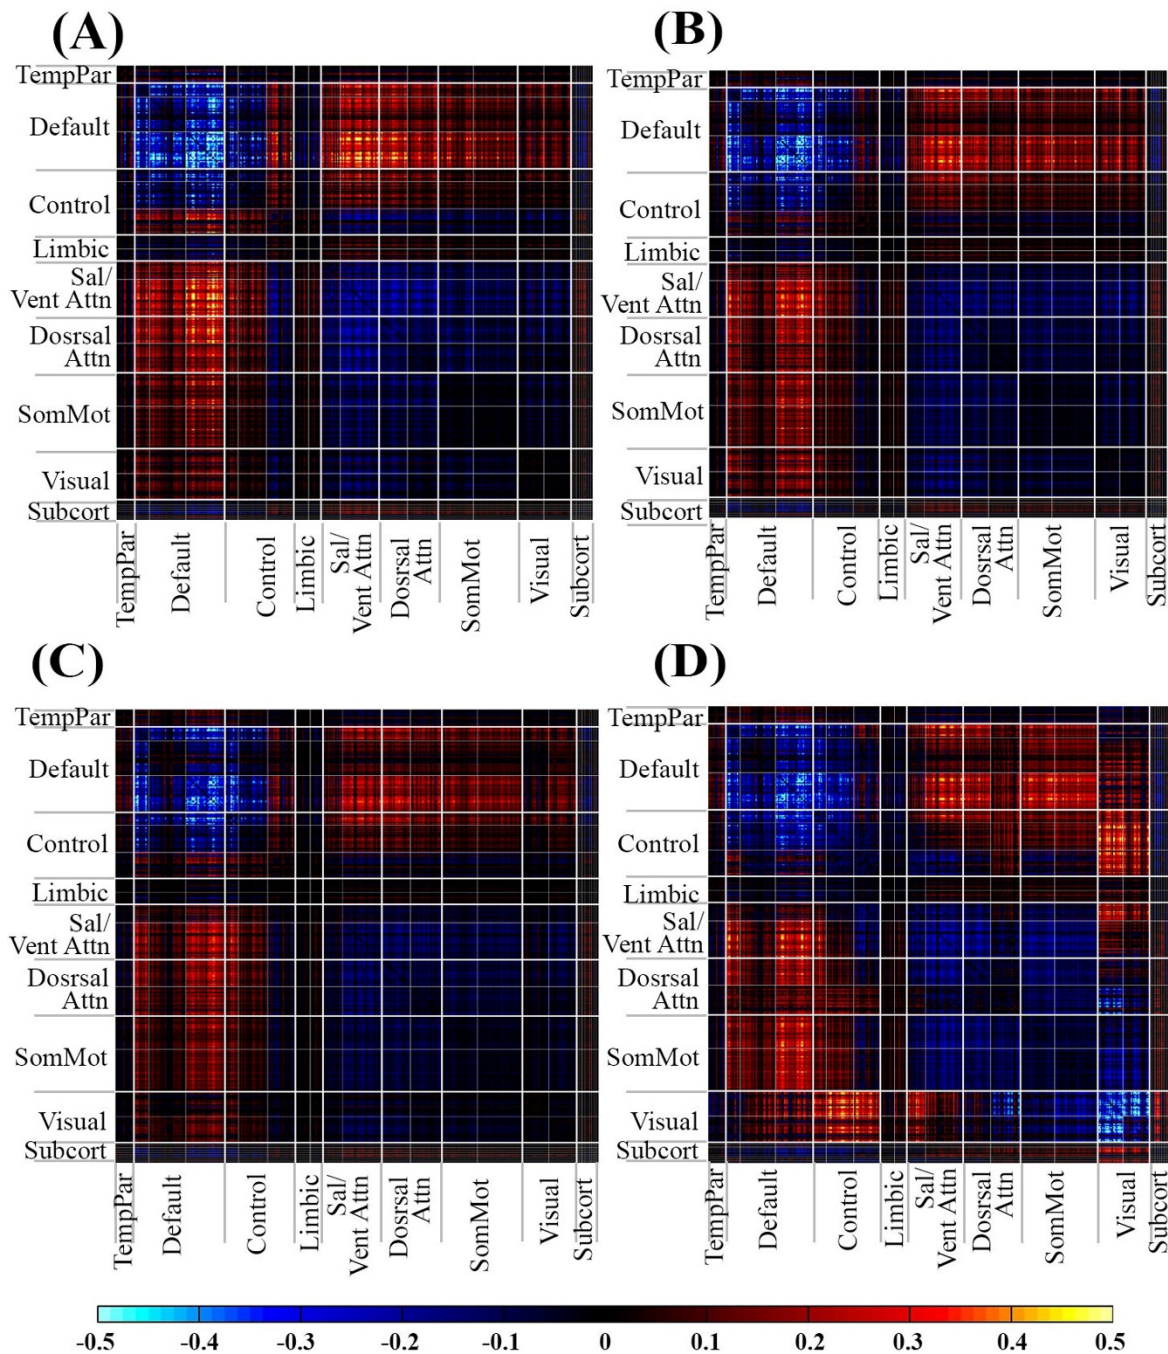 (A)
TempPar
Default
Control
Limbic
Sal/
Vent Attn
Dosrsal
Attn
SomMot
Visual
Subcort
TempPar
Default
Control
Limbic
Sal/
Vent Attn
Dosrsal
Attn
SomMot
Visual
Subcort
(B)
TempPar
Default
Control
Limbic
Sal/
Vent Attn
Dosrsal
Attn
SomMot
Visual
Subcort
TempPar
Default
Control
Limbic
Sal/
Vent Attn
Dosrsal
Attn
SomMot
Visual
Subcort
(C)
TempPar
Default
Control
Limbic
Sal/
Vent Attn
Dosrsal
Attn
SomMot
Visual
Subcort
TempPar
Default
Control
Limbic
Sal/
Vent Attn
Dosrsal
Attn
SomMot
Visual
Subcort
(D)
TempPar
Default
Control
Limbic
Sal/
Vent Attn
Dosrsal
Attn
SomMot
Visual
Subcort
TempPar
Default
Control
Limbic
Sal/
Vent Attn
Dosrsal
Attn
SomMot
Visual
Subcort
-0.5 -0.4 -0.3 -0.2 -0.1 0 0.1 0.2 0.3 0.4 0.5